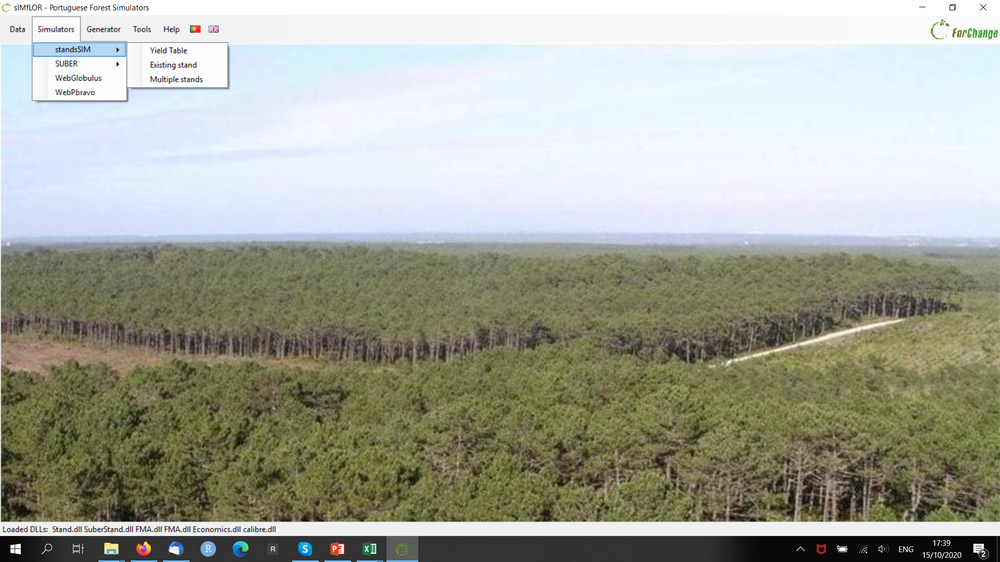 sIMfLOR - Portuguese Forest Simulators
Data Simulators Generator Tools Help
ForChange
standsSIM
SUBER
WebGlobulus
WebPbravo
Yield Table
Existing stand
Multiple stands
Loaded DLLs: Stand.dll SuberStand.dll FMA.dll FMA.dll Economics.dll calibre.dll
R
R
S
P
X
ENG
17:39
15/10/2020
2